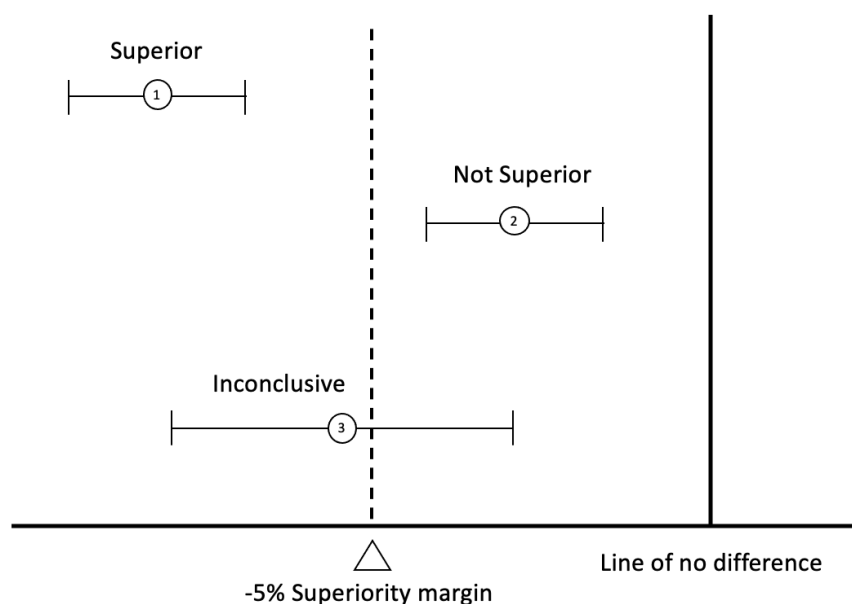 Superior
1
Not Superior
2
Inconclusive
3
Line of no difference
-5% Superiority margin